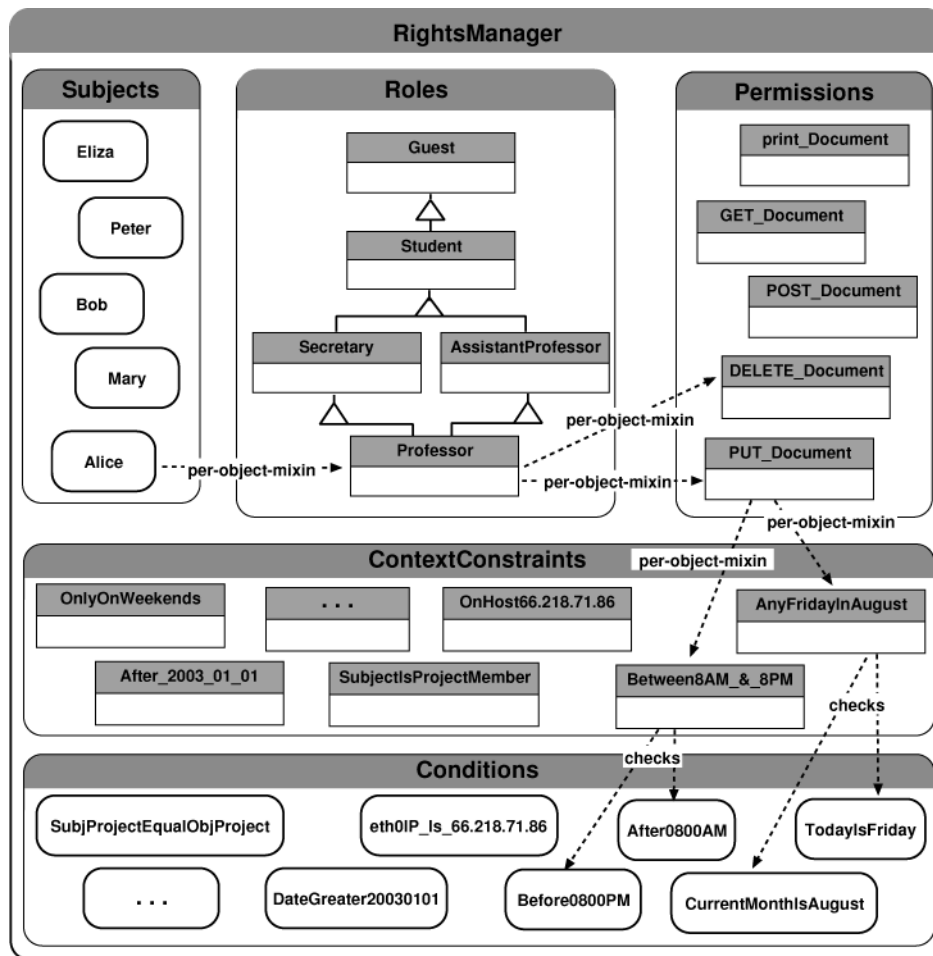 RightsManager
Subjects
Roles
Permissions
Eliza
Peter
Bob
Mary
Alice
Guest
Student
Secretary
AssistantProfessor
Professor
print_Document
GET_Document
POST_Document
DELETE_Document
PUT_Document
per-object-mixin
per-object-mixin
per-object-mixin
per-object-mixin
per-object-mixin
ContextConstraints
OnlyOnWeekends
. . .
OnHost66.218.71.86
AnyFridayInAugust
After_2003_01_01
SubjectIsProjectMember
Between8AM_&_8PM
checks
checks
Conditions
SubjProjectEqualObjProject
eth0IP_Is_66.218.71.86
After0800AM
TodayIsFriday
. . .
DateGreater20030101
Before0800PM
CurrentMonthIsAugust